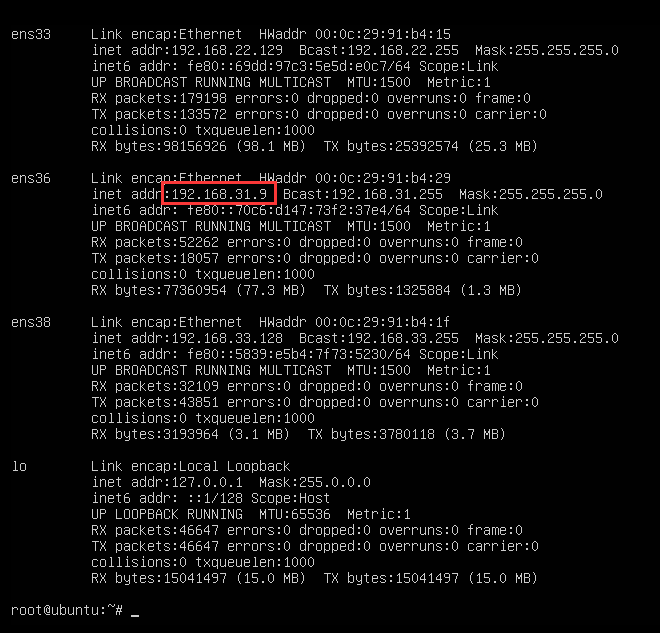 ens33     Link encap:Ethernet  HWaddr 00:0c:29:91:b4:15
          inet addr:192.168.22.129  Bcast:192.168.22.255  Mask:255.255.255.0
          inet6 addr: fe80::69dd:97c3:5e5d:e0c7/64 Scope:Link
          UP BROADCAST RUNNING MULTICAST  MTU:1500  Metric:1
          RX packets:179198 errors:0 dropped:0 overruns:0 frame:0
          TX packets:133572 errors:0 dropped:0 overruns:0 carrier:0
          collisions:0 txqueuelen:1000
          RX bytes:98156926 (98.1 MB)  TX bytes:25392574 (25.3 MB)

ens36     Link encap:Ethernet  HWaddr 00:0c:29:91:b4:29
          inet addr:192.168.31.9  Bcast:192.168.31.255  Mask:255.255.255.0
          inet6 addr: fe80::70c6:d147:73f2:37e4/64 Scope:Link
          UP BROADCAST RUNNING MULTICAST  MTU:1500  Metric:1
          RX packets:52262 errors:0 dropped:0 overruns:0 frame:0
          TX packets:18057 errors:0 dropped:0 overruns:0 carrier:0
          collisions:0 txqueuelen:1000
          RX bytes:77360954 (77.3 MB)  TX bytes:1325884 (1.3 MB)

ens38     Link encap:Ethernet  HWaddr 00:0c:29:91:b4:1f
          inet addr:192.168.33.128  Bcast:192.168.33.255  Mask:255.255.255.0
          inet6 addr: fe80::5839:e5b4:7f73:5230/64 Scope:Link
          UP BROADCAST RUNNING MULTICAST  MTU:1500  Metric:1
          RX packets:32109 errors:0 dropped:0 overruns:0 frame:0
          TX packets:43851 errors:0 dropped:0 overruns:0 carrier:0
          collisions:0 txqueuelen:1000
          RX bytes:3193964 (3.1 MB)  TX bytes:3780118 (3.7 MB)

lo        Link encap:Local Loopback
          inet addr:127.0.0.1  Mask:255.0.0.0
          inet6 addr: ::1/128 Scope:Host
          UP LOOPBACK RUNNING  MTU:65536  Metric:1
          RX packets:46647 errors:0 dropped:0 overruns:0 frame:0
          TX packets:46647 errors:0 dropped:0 overruns:0 carrier:0
          collisions:0 txqueuelen:1000
          RX bytes:15041497 (15.0 MB)  TX bytes:15041497 (15.0 MB)

root@ubuntu:~# _